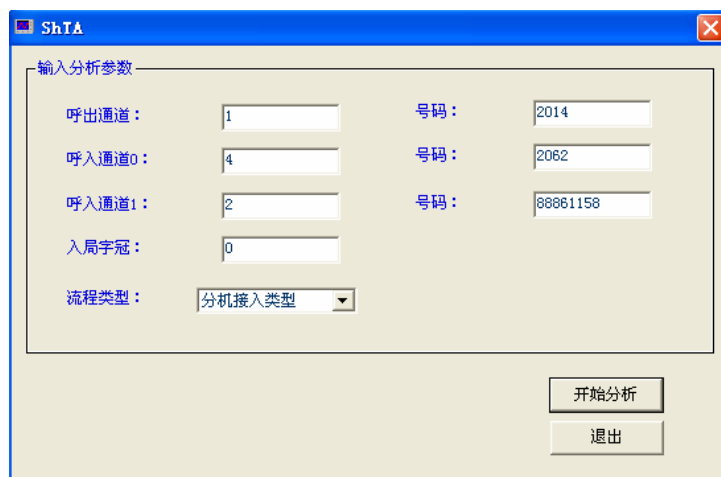 ShTA
输入分析参数
呼出通道： 1 号码： 2014
呼入通道0： 4 号码： 2062
呼入通道1： 2 号码： 88861158
入局字冠： 0
流程类型： 分机接入类型
开始分析
退出